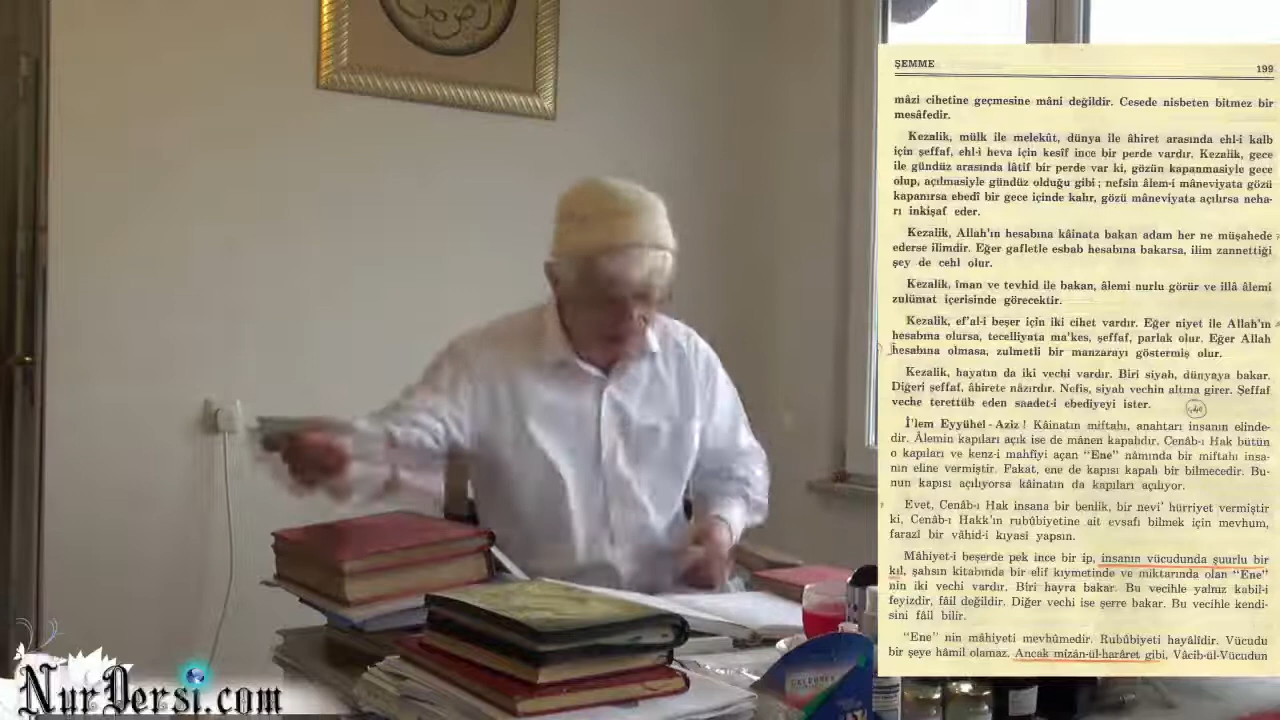 ŞEMME 199
mâzi cihetine geçmesine mâni değildir. Cesede nisbeten bitmez bir
mesâfedir.
Kezalik, mülk ile melekût, dünya ile âhiret arasında ehl-i kalb
için şeffaf, ehl-i heva için kesîf ince bir perde vardır. Kezalik, gece
ile gündüz arasında lâtif bir perde var ki, gözün kapanmasiyle gece
olup, açılmasiyle gündüz olduğu gibi; nefsin âlem-i mâneviyata gözü
kapanırsa ebedî bir gece içinde kalır, gözü mâneviyata açılırsa neha-
rı inkişaf eder.
Kezalik, Allah'ın hesabına kâinata bakan adam her ne müşahede
ederse ilimdir. Eğer gafletle esbab hesabına bakarsa, ilim zannettiği
şey de cehl olur.
Kezalik, îman ve tevhid ile bakan, âlemi nurlu görür ve illâ âlemi
zulümat içerisinde görecektir.
Kezalik, ef'al-i beşer için iki cihet vardır. Eğer niyet ile Allah'ın
hesabına olursa, tecelliyata ma'kes, şeffaf, parlak olur. Eğer Allah
hesabına olmasa, zulmetli bir manzarayı göstermiş olur.
Kezalik, hayatın da iki vechi vardır. Biri siyah, dünyaya bakar.
Diğeri şeffaf, âhirete nâzırdır. Nefis, siyah vechin altına girer. Şeffaf
veche terettüb eden saadet-i ebediyeyi ister.
İ'lem Eyyühel-Aziz! Kâinatın miftahı, anahtarı insanın elinde-
dir. Âlemin kapıları açık ise de mânen kapalıdır. Cenâb-ı Hak bütün
o kapıları ve kenz-i mahfîyi açan "Ene" nâmında bir miftahı insa-
nın eline vermiştir. Fakat, ene de kapısı kapalı bir bilmecedir. Bu-
nun kapısı açılıyorsa kâinatın da kapıları açılıyor.
Evet, Cenâb-ı Hak insana bir benlik, bir nevi' hürriyet vermiştir
ki, Cenâb-ı Hakk'ın rubûbiyetine ait evsafı bilmek için mevhum,
farazî bir vâhid-i kıyasî yapsın.
Mâhiyet-i beşerde pek ince bir ip, insanın vücudunda şuurlu bir
kıl, şahsın kitabında bir elif kıymetinde ve miktarında olan "Ene"
nin iki vechi vardır. Biri hayra bakar. Bu vecihle yalnız kabil-i
feyizdir, fâil değildir. Diğer vechi ise şerre bakar. Bu vecihle kendi-
sini fâil bilir.
"Ene" nin mâhiyeti mevhûmedir. Rubûbiyeti hayâlîdir. Vücudu
bir şeye hâmil olamaz. Ancak mîzân-ül-harâret gibi, Vâcib-ül-Vücudun
NurDersi.com